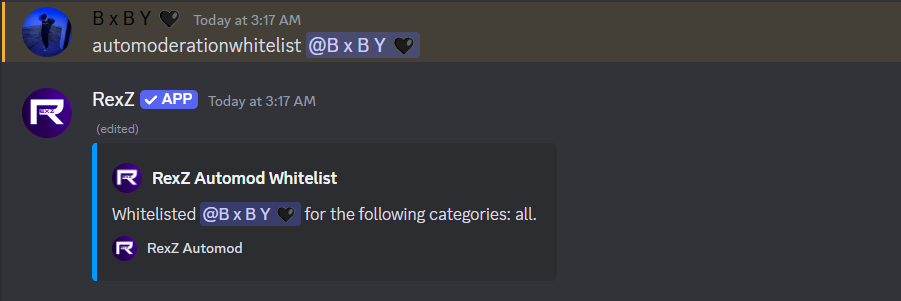 B x B Y 🖤 Today at 3:17 AM
automoderationwhitelist @B x B Y 🖤
RexZ ✓ APP Today at 3:17 AM
(edited)
RexZ Automod Whitelist
Whitelisted @B x B Y 🖤 for the following categories: all.
RexZ Automod